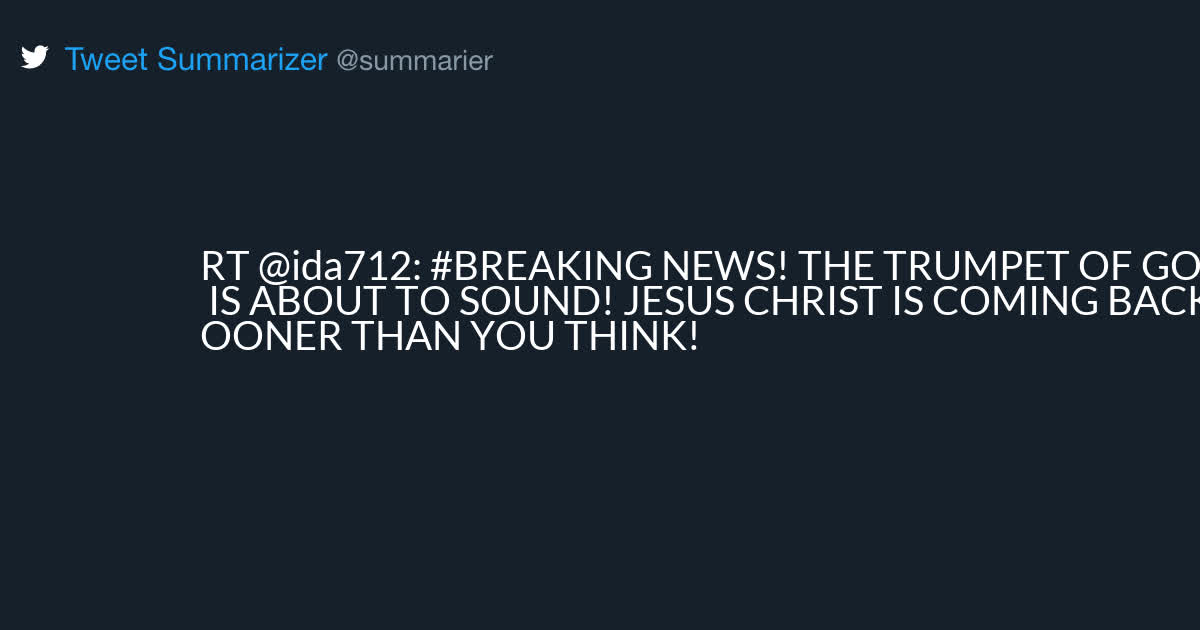 Tweet Summarizer @summarier
RT @ida712: #BREAKING NEWS! THE TRUMPET OF GO
IS ABOUT TO SOUND! JESUS CHRIST IS COMING BACK
OONER THAN YOU THINK!